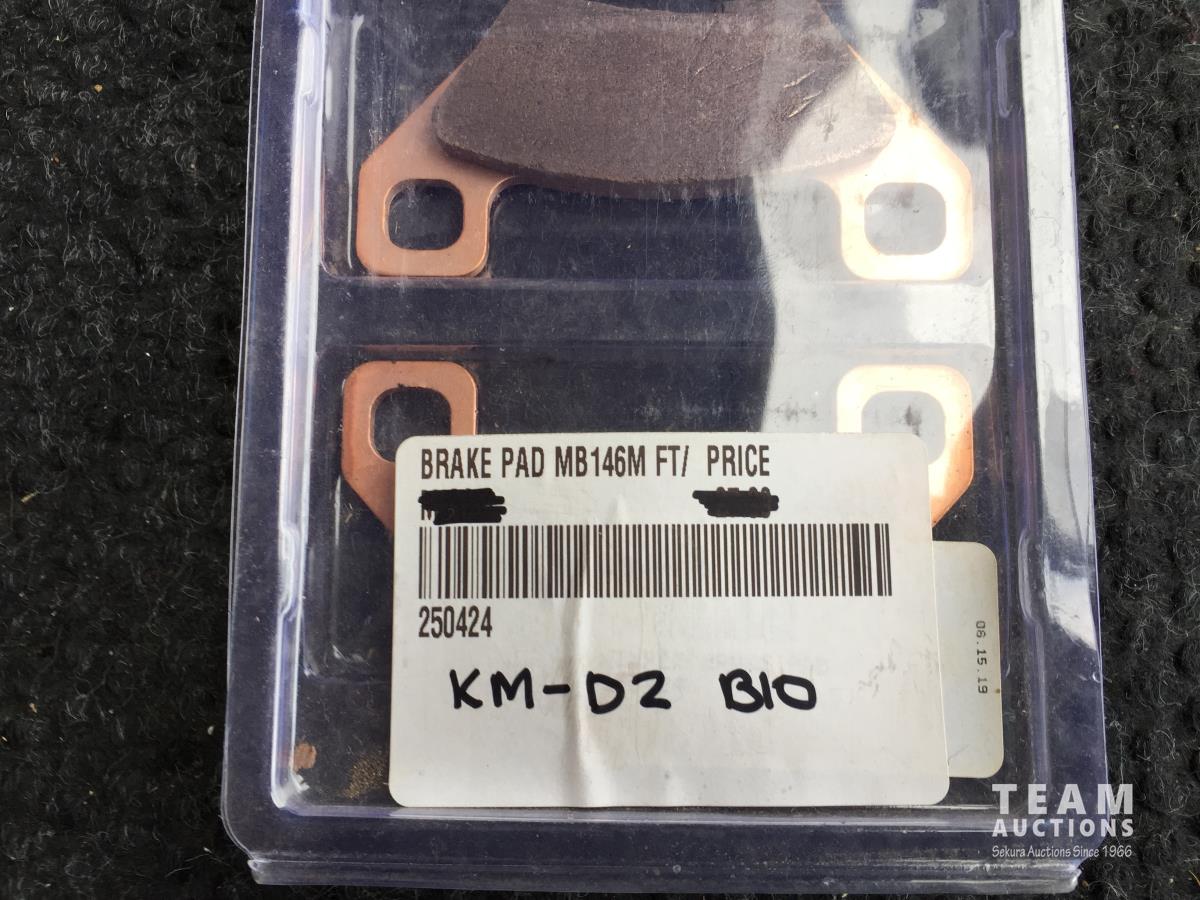 BRAKE PAD MB146M FT/ PRICE
250424
KM-D2 B10
06.15.19
TEAM
AUCTIONS
Sekura Auctions Since 1966